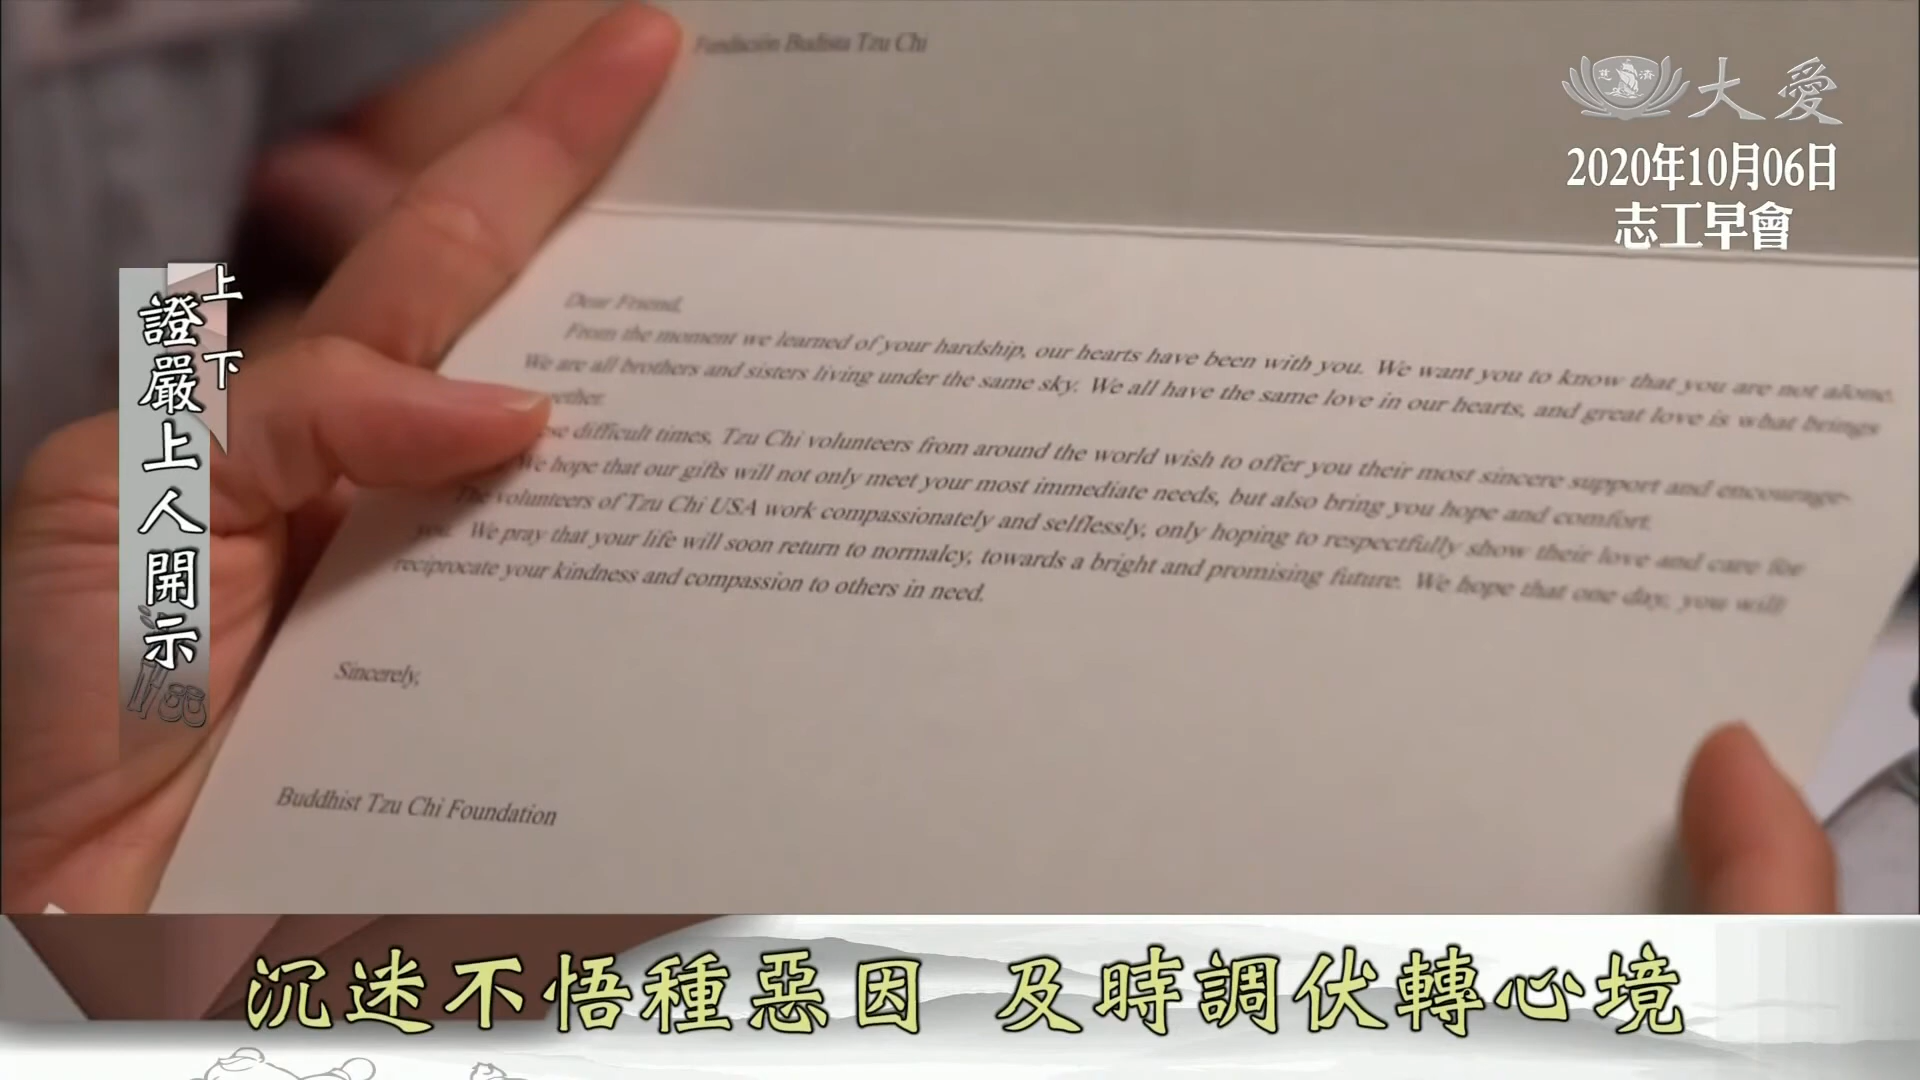 Fundación Budista Tzu Chi
慈濟
大愛
2020年10月06日
志工早會
上
下
證嚴上人開示
Dear Friend,
From the moment we learned of your hardship, our hearts have been with you. We want you to know that you are not alone.
We are all brothers and sisters living under the same sky. We all have the same love in our hearts, and great love is what brings
difficult times, Tzu Chi volunteers from around the world wish to offer you their most sincere support and encourage-
We hope that our gifts will not only meet your most immediate needs, but also bring you hope and comfort.
The volunteers of Tzu Chi USA work compassionately and selflessly, only hoping to respectfully show their love and care for
you. We pray that your life will soon return to normalcy, towards a bright and promising future. We hope that one day, you will
reciprocate your kindness and compassion to others in need.
Sincerely,
Buddhist Tzu Chi Foundation
沉迷不悟種惡因 及時調伏轉心境